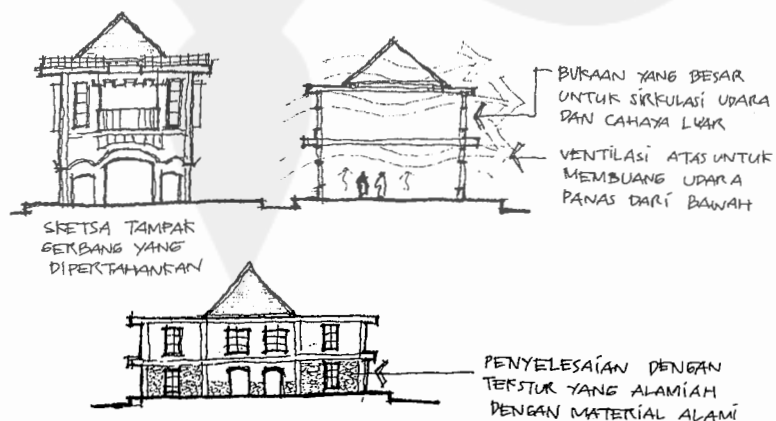 BUKAAN YANG BESAR
UNTUK SIRKULASI UDARA
DAN CAHAYA LUAR
VENTILASI ATAS UNTUK
MEMBUANG UDARA
PANAS DARI BAWAH
SKETSA TAMPAK
GERBANG YANG
DIPERTAHANKAN
PENYELESAIAN DENGAN
TEKSTUR YANG ALAMIAH
DENGAN MATERIAL ALAMI